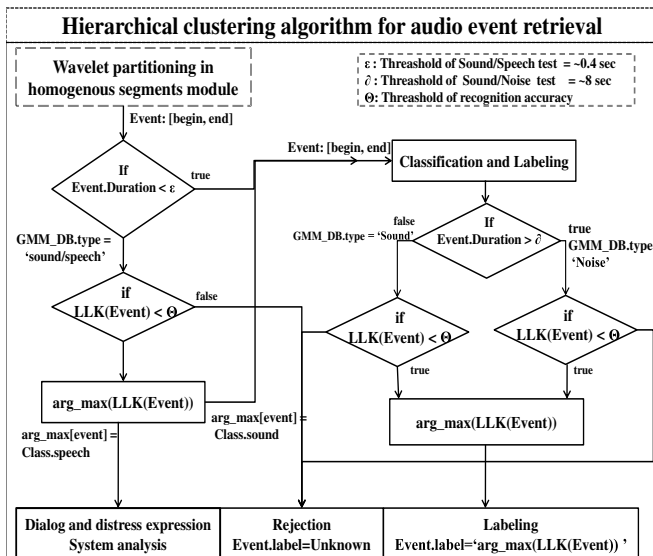 Hierarchical clustering algorithm for audio event retrieval
Wavelet partitioning in
homogenous segments module
ε : Threashold of Sound/Speech test = ~0.4 sec
∂ : Threashold of Sound/Noise test = ~8 sec
Θ: Threashold of recognition accuracy
Event: [begin, end]
Event: [begin, end]
If
Event.Duration < ε
true
Classification and Labeling
GMM_DB.type =
‘sound/speech’
false
GMM_DB.type = ‘Sound’
If
Event.Duration > ∂
true
GMM_DB.type
‘Noise’
if
LLK(Event) < Θ
false
if
LLK(Event) < Θ
if
LLK(Event) < Θ
true
true
arg_max(LLK(Event))
arg_max[event] =
Class.sound
arg_max(LLK(Event))
arg_max[event] =
Class.speech
Dialog and distress expression
System analysis
Rejection
Event.label=Unknown
Labeling
Event.label=‘arg_max(LLK(Event)) ’